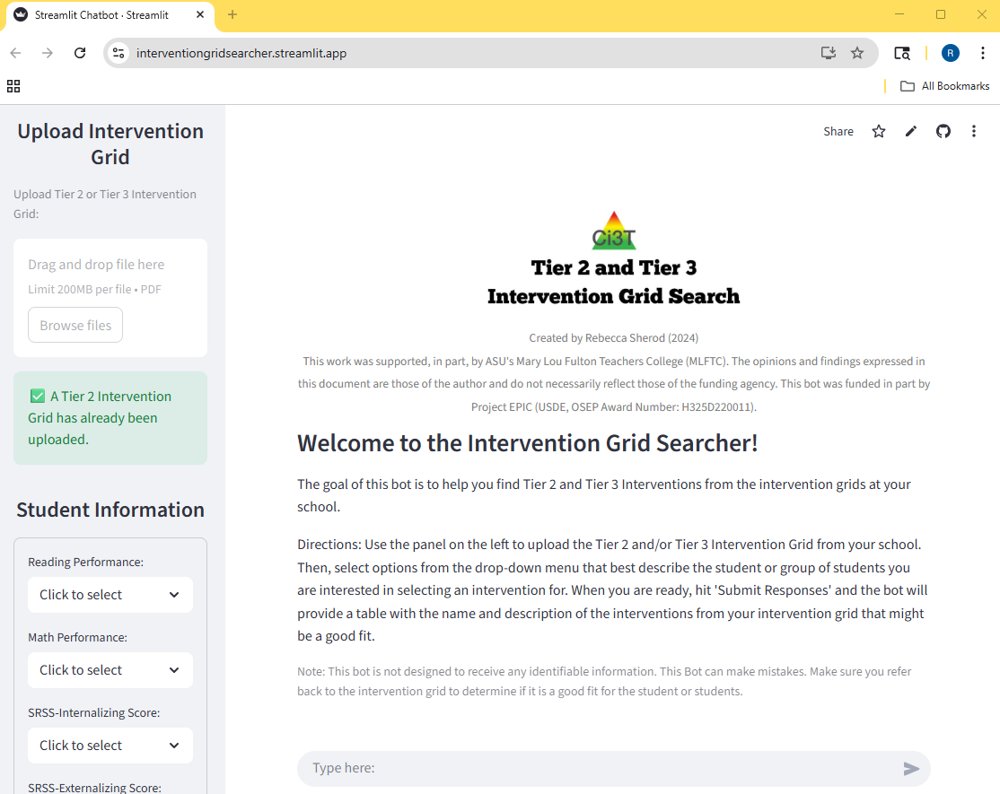 Streamlit Chatbot · Streamlit
interventiongridsearcher.streamlit.app
R
All Bookmarks
Upload Intervention
Grid
Upload Tier 2 or Tier 3 Intervention
Grid:
Drag and drop file here
Limit 200MB per file • PDF
Browse files
✅ A Tier 2 Intervention
Grid has already been
uploaded.
Student Information
Reading Performance:
Click to select
Math Performance:
Click to select
SRSS-Internalizing Score:
Click to select
SRSS-Externalizing Score:
Share
Ci3T
Tier 2 and Tier 3
Intervention Grid Search
Created by Rebecca Sherod (2024)
This work was supported, in part, by ASU's Mary Lou Fulton Teachers College (MLFTC). The opinions and findings expressed in
this document are those of the author and do not necessarily reflect those of the funding agency. This bot was funded in part by
Project EPIC (USDE, OSEP Award Number: H325D220011).
Welcome to the Intervention Grid Searcher!
The goal of this bot is to help you find Tier 2 and Tier 3 Interventions from the intervention grids at your
school.
Directions: Use the panel on the left to upload the Tier 2 and/or Tier 3 Intervention Grid from your school.
Then, select options from the drop-down menu that best describe the student or group of students you
are interested in selecting an intervention for. When you are ready, hit 'Submit Responses' and the bot will
provide a table with the name and description of the interventions from your intervention grid that might
be a good fit.
Note: This bot is not designed to receive any identifiable information. This Bot can make mistakes. Make sure you refer
back to the intervention grid to determine if it is a good fit for the student or students.
Type here: